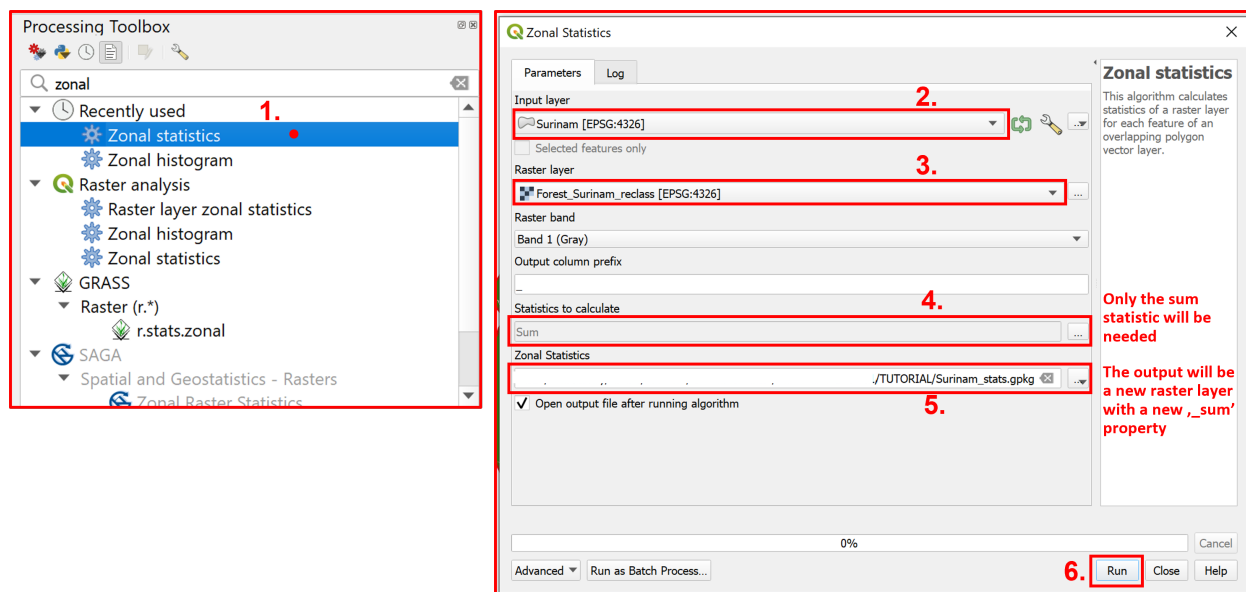 Processing Toolbox
zonal
Recently used
1.
Zonal statistics
Zonal histogram
Raster analysis
Raster layer zonal statistics
Zonal histogram
Zonal statistics
GRASS
Raster (r.*)
r.stats.zonal
SAGA
Spatial and Geostatistics - Rasters
Zonal Raster Statistics
Zonal Statistics
Parameters
Log
Input layer
2.
Surinam [EPSG:4326]
Selected features only
Raster layer
3.
Forest_Surinam_reclass [EPSG:4326]
...
Raster band
Band 1 (Gray)
Output column prefix
_
Statistics to calculate
4.
Sum
...
Zonal Statistics
./TUTORIAL/Surinam_stats.gpkg
5.
Open output file after running algorithm
0%
Cancel
Advanced
Run as Batch Process...
6.
Run
Close
Help
Zonal statistics
This algorithm calculates
statistics of a raster layer
for each feature of an
overlapping polygon
vector layer.
Only the sum
statistic will be
needed
The output will be
a new raster layer
with a new ‚_sum’
property